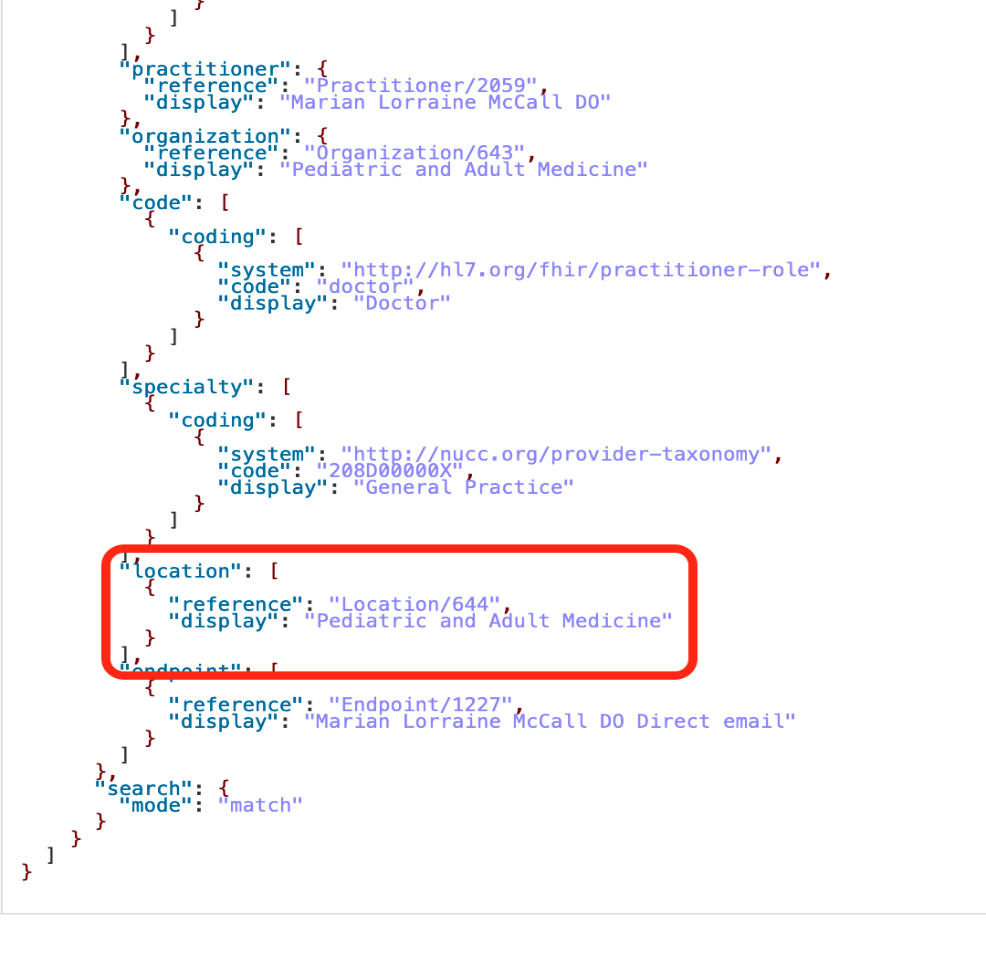 }
]
}
],
"practitioner": {
"reference": "Practitioner/2059",
"display": "Marian Lorraine McCall DO"
},
"organization": {
"reference": "Organization/643",
"display": "Pediatric and Adult Medicine"
},
"code": [
{
"coding": [
{
"system": "http://hl7.org/fhir/practitioner-role",
"code": "doctor",
"display": "Doctor"
}
]
}
],
"specialty": [
{
"coding": [
{
"system": "http://nucc.org/provider-taxonomy",
"code": "208D00000X",
"display": "General Practice"
}
]
}
],
"location": [
{
"reference": "Location/644",
"display": "Pediatric and Adult Medicine"
}
],
"endpoint": [
{
"reference": "Endpoint/1227",
"display": "Marian Lorraine McCall DO Direct email"
}
]
},
"search": {
"mode": "match"
}
}
]
}